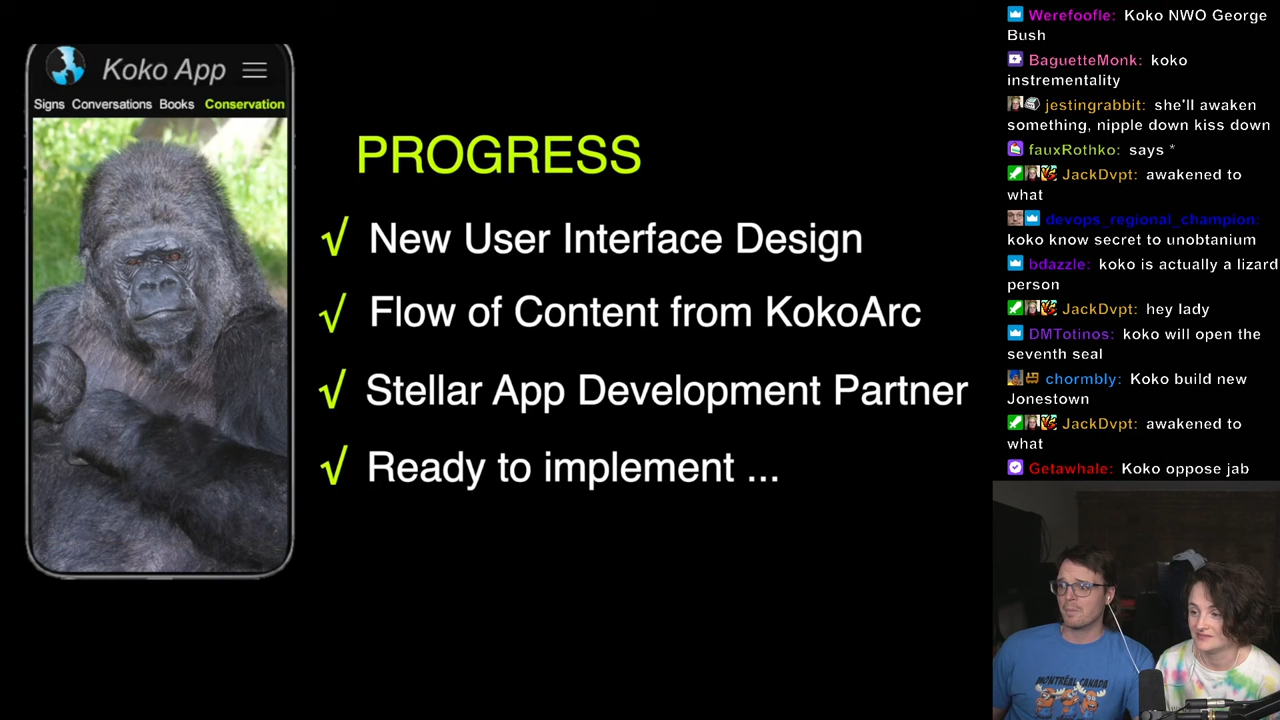 Koko App
Signs Conversations Books Conservation
PROGRESS
√ New User Interface Design
√ Flow of Content from KokoArc
√ Stellar App Development Partner
√ Ready to implement ...
Werefoofle: Koko NWO George
Bush
BaguetteMonk: koko
instrementality
jestingrabbit: she'll awaken
something, nipple down kiss down
fauxRothko: says *
JackDvpt: awakened to
what
devops_regional_champion:
koko know secret to unobtanium
bdazzle: koko is actually a lizard
person
JackDvpt: hey lady
DMTotinos: koko will open the
seventh seal
chormbly: Koko build new
Jonestown
JackDvpt: awakened to
what
Getawhale: Koko oppose jab
MONTRÉAL CANADA